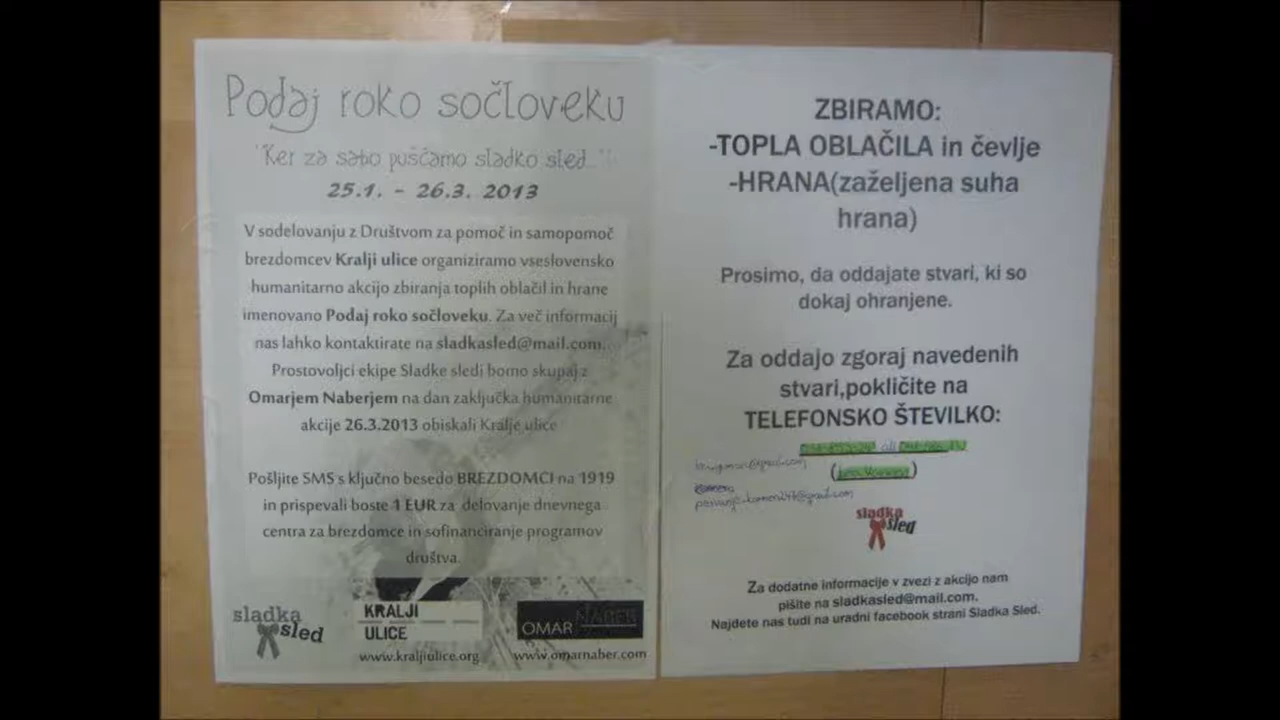 Podaj roko sočloveku
"Ker za sabo puščamo sladko sled..."
25.1. - 26.3. 2013
V sodelovanju z Društvom za pomoč in samopomoč
brezdomcev Kralji ulice organiziramo vseslovensko
humanitarno akcijo zbiranja toplih oblačil in hrane
imenovano Podaj roko sočloveku. Za več informacij
nas lahko kontaktirate na sladkasled@mail.com.
Prostovoljci ekipe Sladke sledi bomo skupaj z
Omarjem Naberjem na dan zaključka humanitarne
akcije 26.3.2013 obiskali Kralje ulice
Pošljite SMS s ključno besedo BREZDOMCI na 1919
in prispevali boste 1 EUR za delovanje dnevnega
centra za brezdomce in sofinanciranje programov
društva.
sladka
sled
KRALJI
ULICE
www.kraljiulice.org
OMAR NABER
www.omarnaber.com
ZBIRAMO:
-TOPLA OBLAČILA in čevlje
-HRANA(zaželjena suha
hrana)
Prosimo, da oddajate stvari, ki so
dokaj ohranjene.
Za oddajo zgoraj navedenih
stvari,pokličite na
TELEFONSKO ŠTEVILKO:
sladka
sled
Za dodatne informacije v zvezi z akcijo nam
pišite na sladkasled@mail.com.
Najdete nas tudi na uradni facebook strani Sladka Sled.